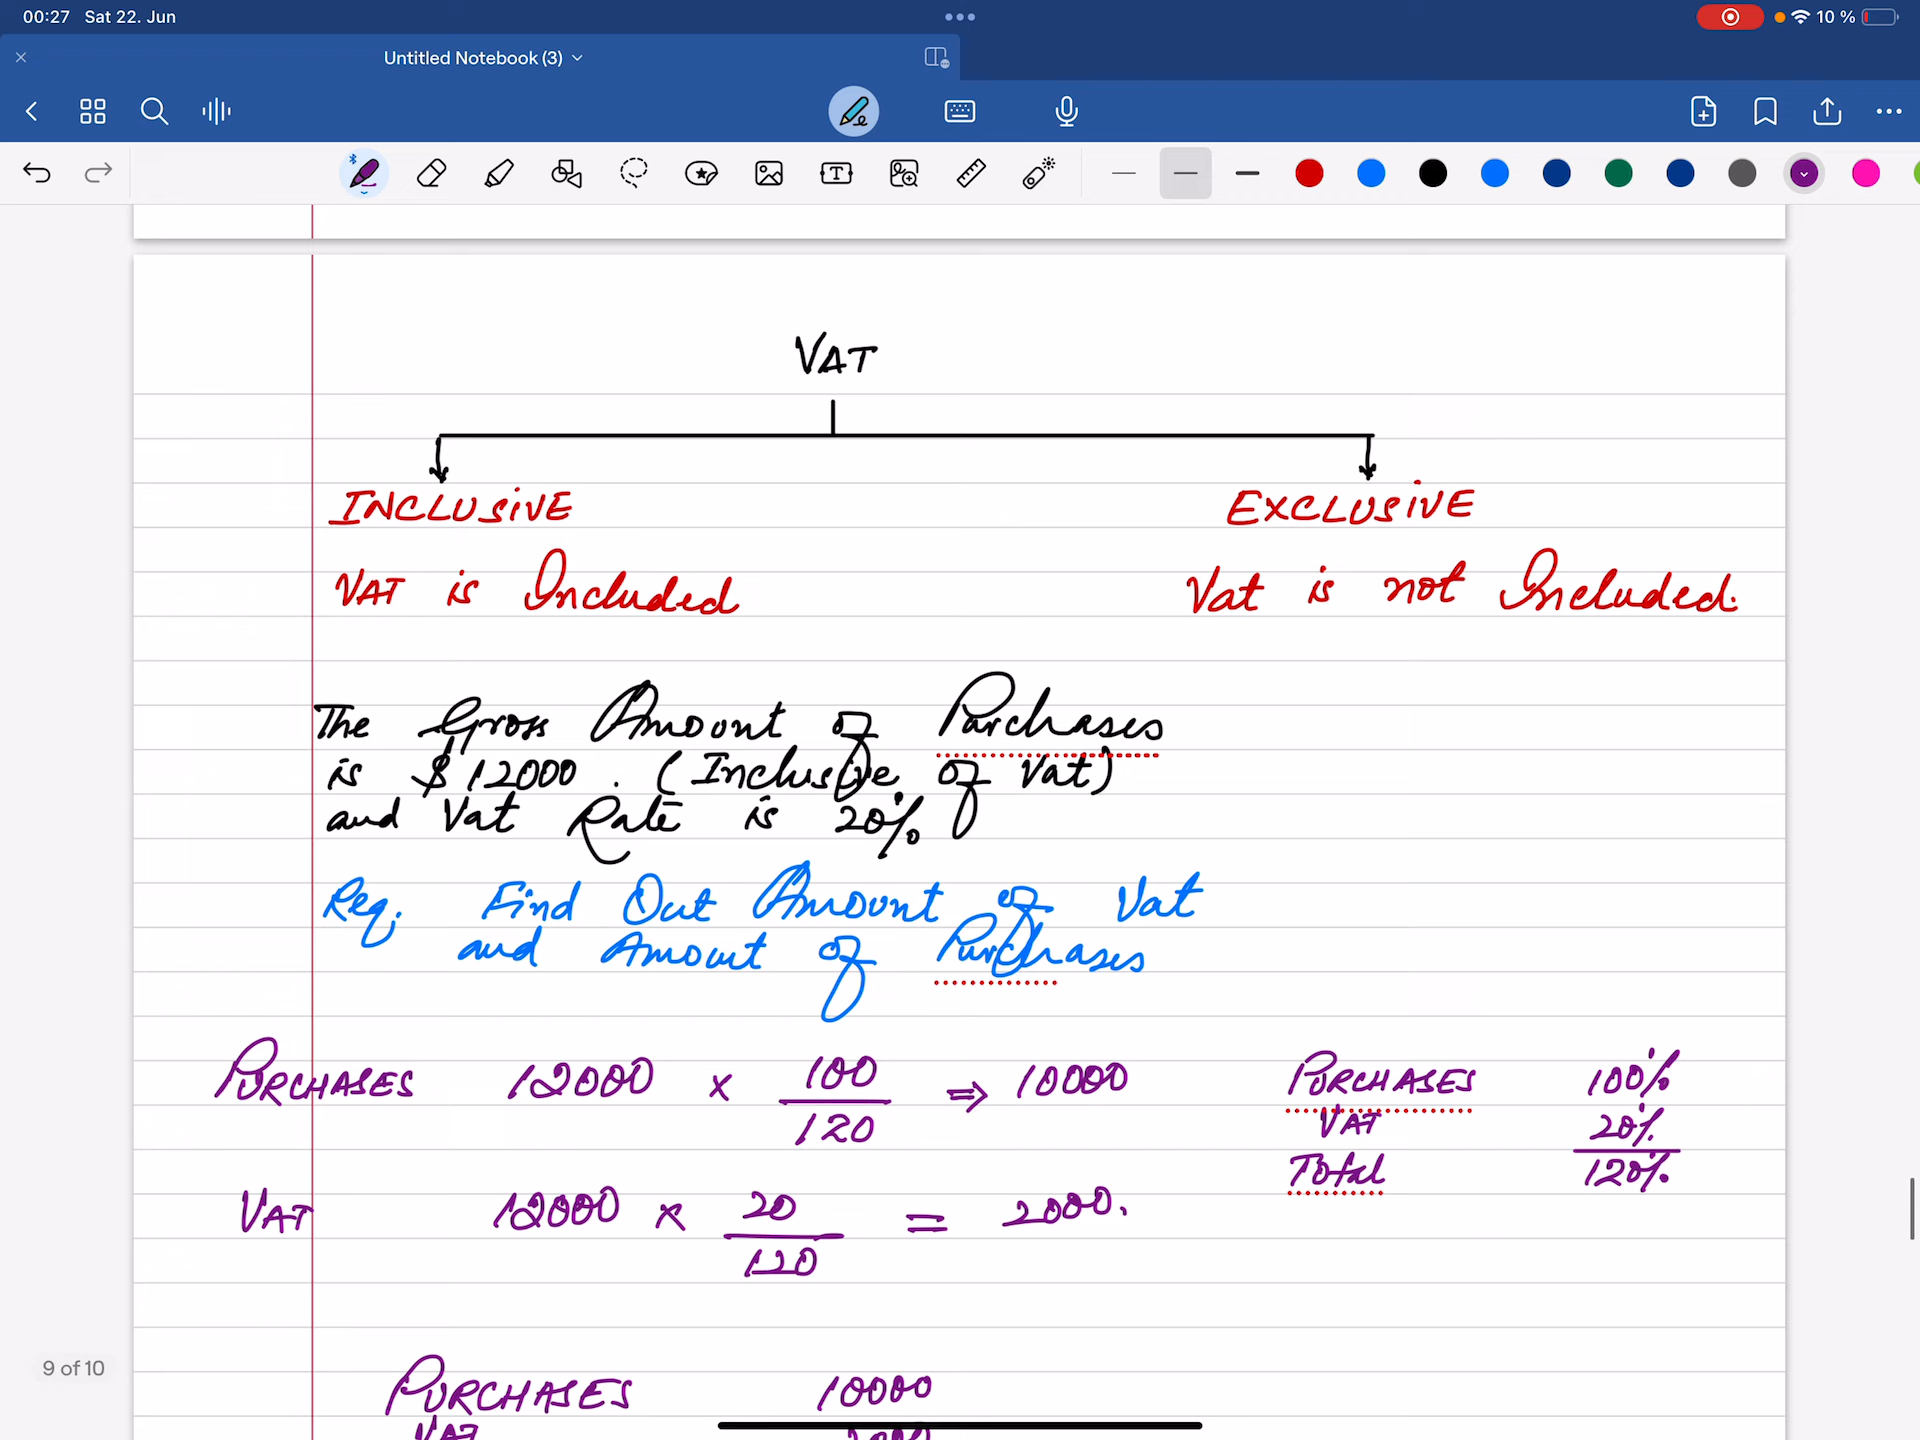 00:27 Sat 22. Jun
10 %
Untitled Notebook (3)
VAT
INCLUSIVE EXCLUSIVE
VAT is Included Vat is not Included.
The Gross Amount of Purchases
is $12000. (Inclusive of Vat)
and Vat Rate is 20%
Req. Find Out Amount of Vat
and Amount of Purchases
PURCHASES 12000 × 100/120 ⇒ 10000 PURCHASES 100%
VAT 20%
Total 120%
VAT 12000 × 20/120 = 2000.
9 of 10
PURCHASES 10000
VAT